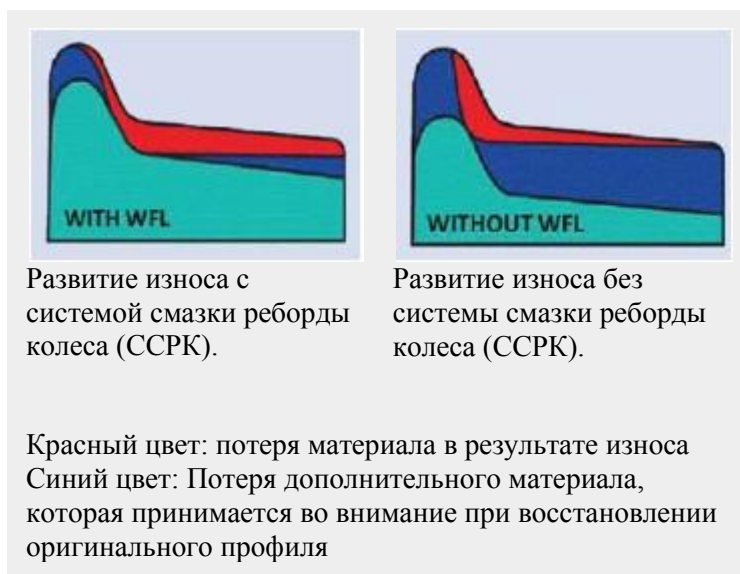 WITH WFL
WITHOUT WFL
Развитие износа с
системой смазки реборды
колеса (ССРК).
Развитие износа без
системы смазки реборды
колеса (ССРК).
Красный цвет: потеря материала в результате износа
Синий цвет: Потеря дополнительного материала,
которая принимается во внимание при восстановлении
оригинального профиля